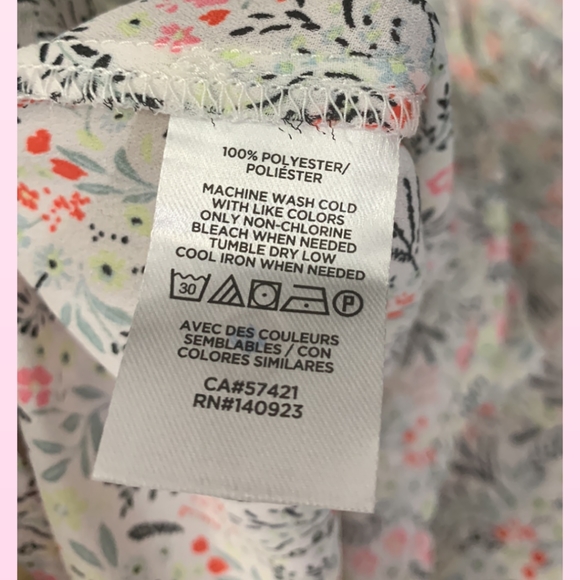 100% POLYESTER/
POLIÉSTER
MACHINE WASH COLD
WITH LIKE COLORS
ONLY NON-CHLORINE
BLEACH WHEN NEEDED
TUMBLE DRY LOW
COOL IRON WHEN NEEDED
30 P
AVEC DES COULEURS
SEMBLABLES / CON
COLORES SIMILARES
CA#57421
RN#140923